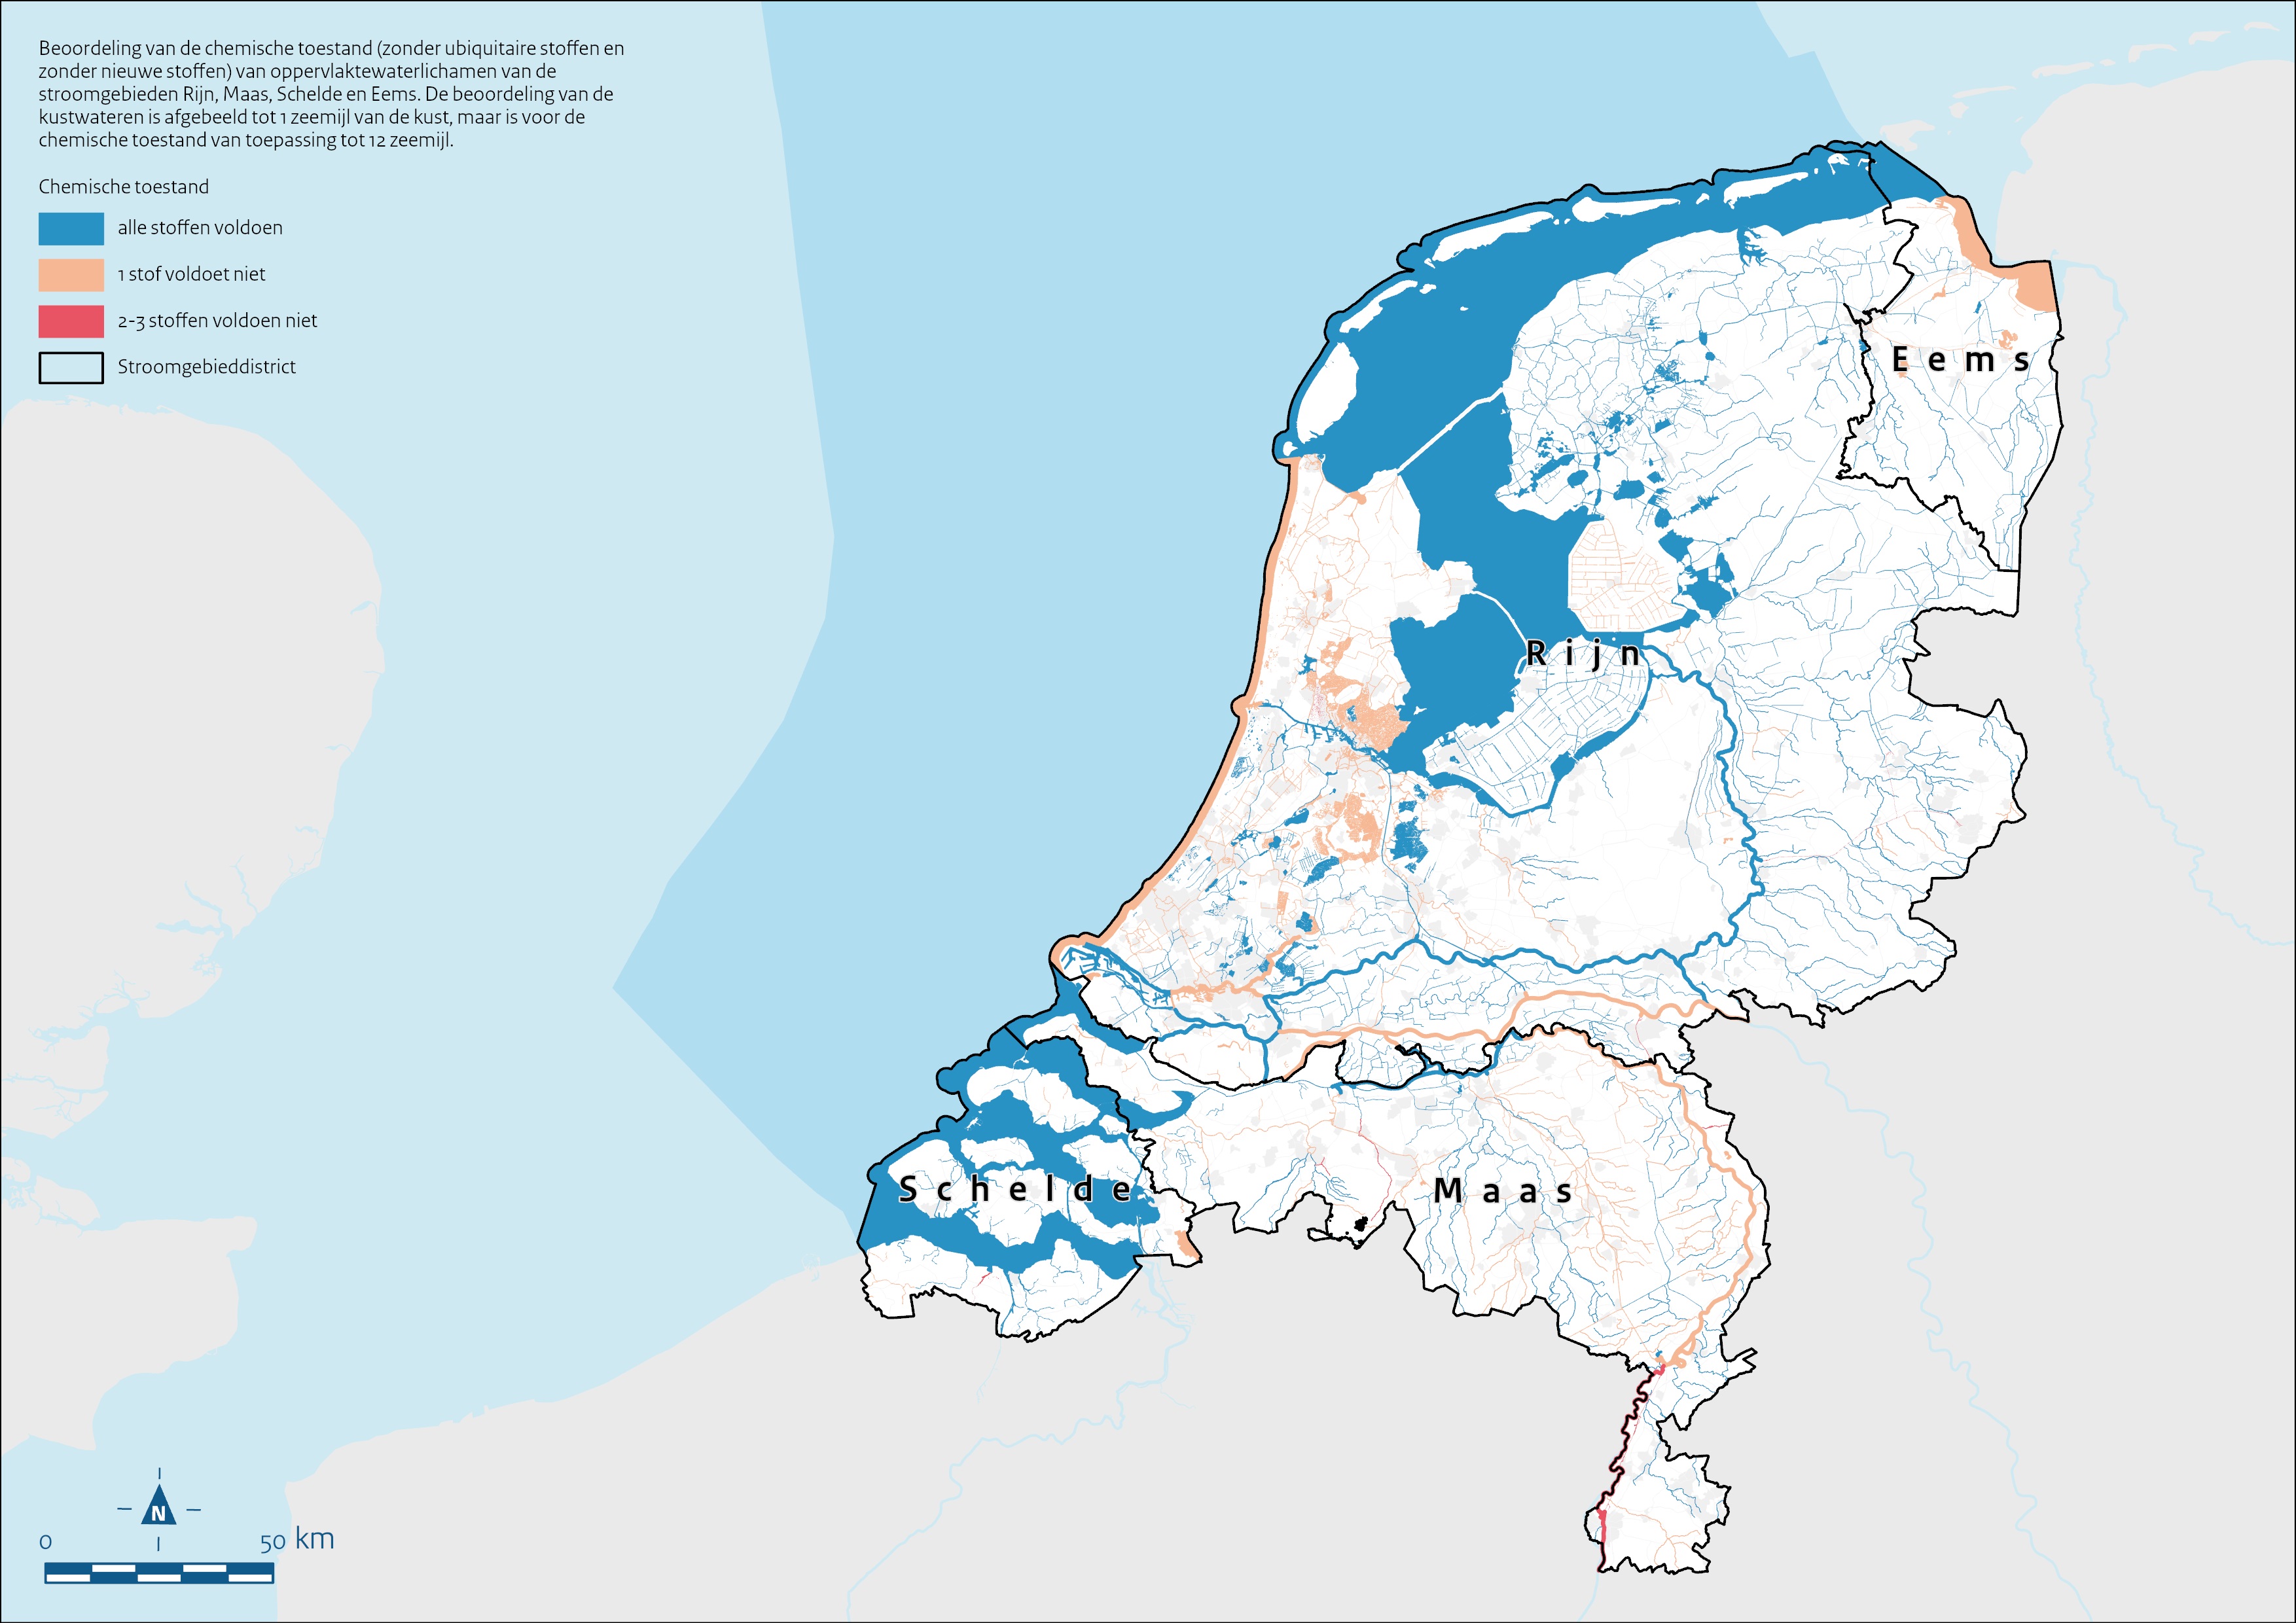 Beoordeling van de chemische toestand (zonder ubiquitaire stoffen en
zonder nieuwe stoffen) van oppervlaktewaterlichamen van de
stroomgebieden Rijn, Maas, Schelde en Eems. De beoordeling van de
kustwateren is afgebeeld tot 1 zeemijl van de kust, maar is voor de
chemische toestand van toepassing tot 12 zeemijl.
Chemische toestand
alle stoffen voldoen
1 stof voldoet niet
2-3 stoffen voldoen niet
Stroomgebieddistrict
Eems
Rijn
Schelde
Maas
N
0 50 km